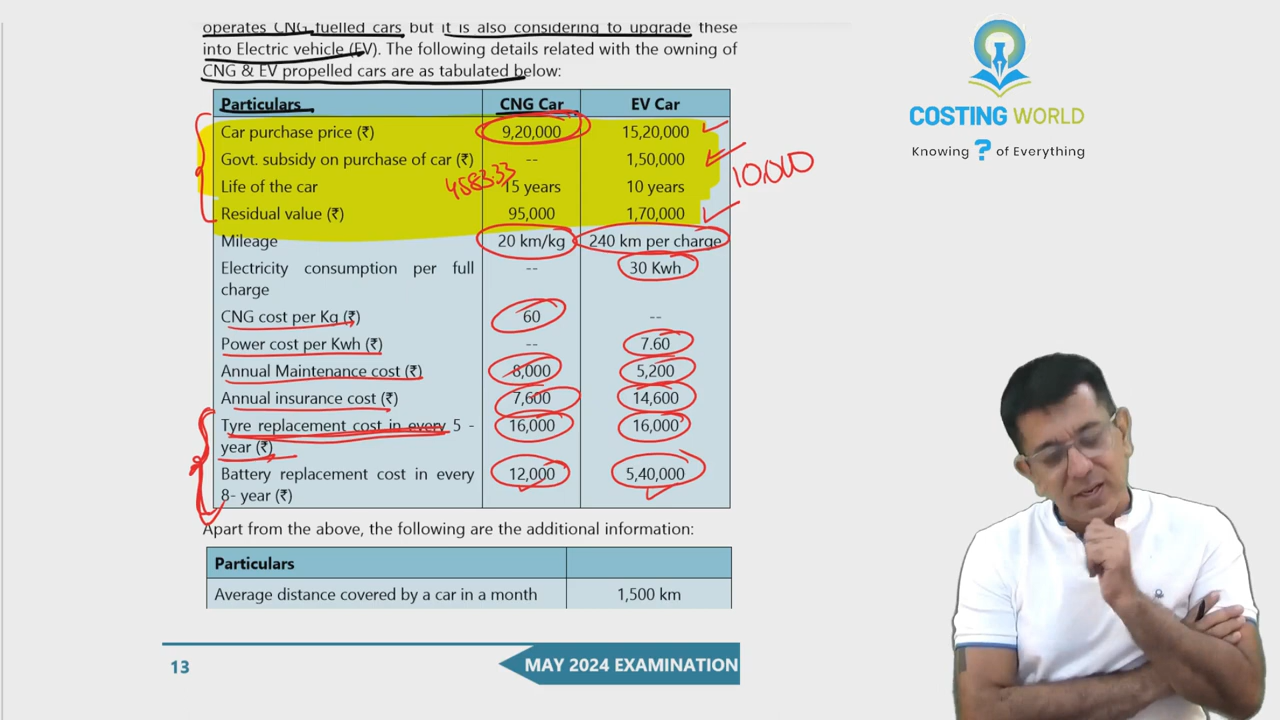 operates CNG fuelled cars but it is also considering to upgrade these
into Electric vehicle (EV). The following details related with the owning of
CNG & EV propelled cars are as tabulated below:
Particulars CNG Car EV Car
Car purchase price (₹) 9,20,000 15,20,000
Govt. subsidy on purchase of car (₹) -- 1,50,000
10,000
4583.33
Life of the car 15 years 10 years
Residual value (₹) 95,000 1,70,000
Mileage 20 km/kg 240 km per charge
Electricity consumption per full -- 30 Kwh
charge
CNG cost per Kg (₹) 60 --
Power cost per Kwh (₹) -- 7.60
Annual Maintenance cost (₹) 8,000 5,200
Annual insurance cost (₹) 7,600 14,600
Tyre replacement cost in every 5 - 16,000 16,000
year (₹)
Battery replacement cost in every 12,000 5,40,000
8- year (₹)
Apart from the above, the following are the additional information:
Particulars
Average distance covered by a car in a month 1,500 km
13 MAY 2024 EXAMINATION
COSTING WORLD
Knowing ? of Everything